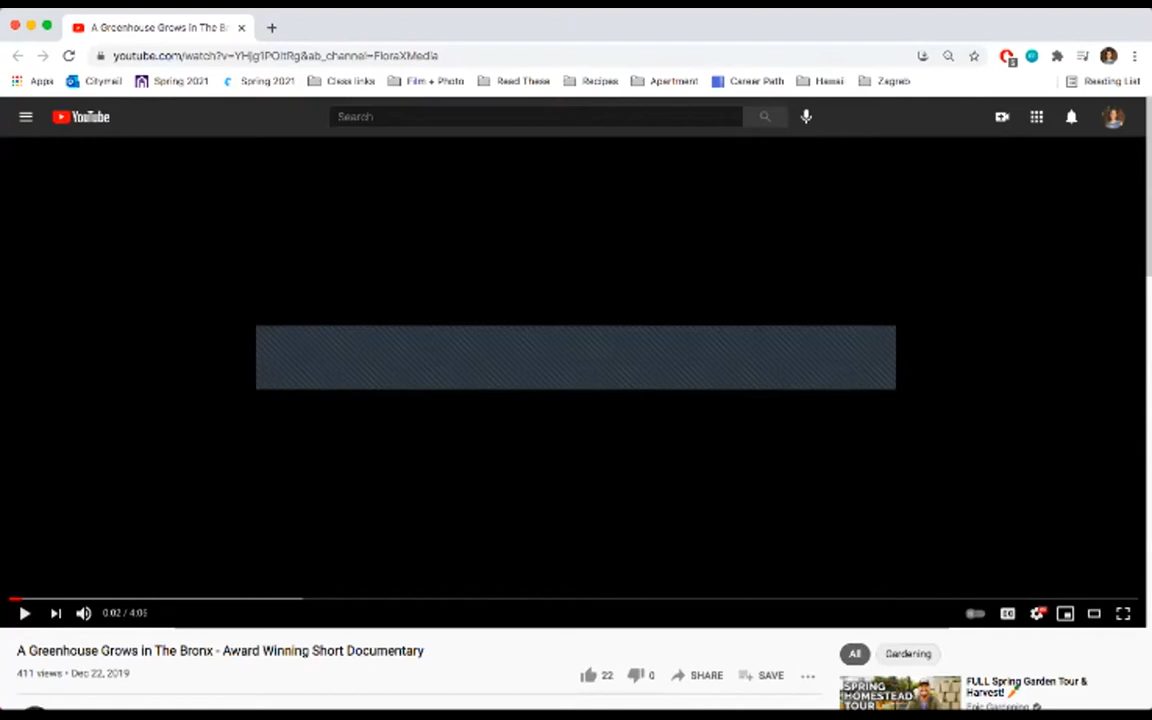 A Greenhouse Grows in The Br
youtube.com/watch?v=YHjg1POltRg&ab_channel=FloraXMedia
Apps Citymail Spring 2021 Spring 2021 Class links Film + Photo Read These Recipes Apartment Career Path Hawaii Zagreb Reading List
YouTube Search
0:02 / 4:05
A Greenhouse Grows in The Bronx - Award Winning Short Documentary
411 views • Dec 22, 2019
22 0 SHARE SAVE
All Gardening
SPRING
HOMESTEAD
TOUR
FULL Spring Garden Tour &
Harvest! 🥕
Epic Gardening